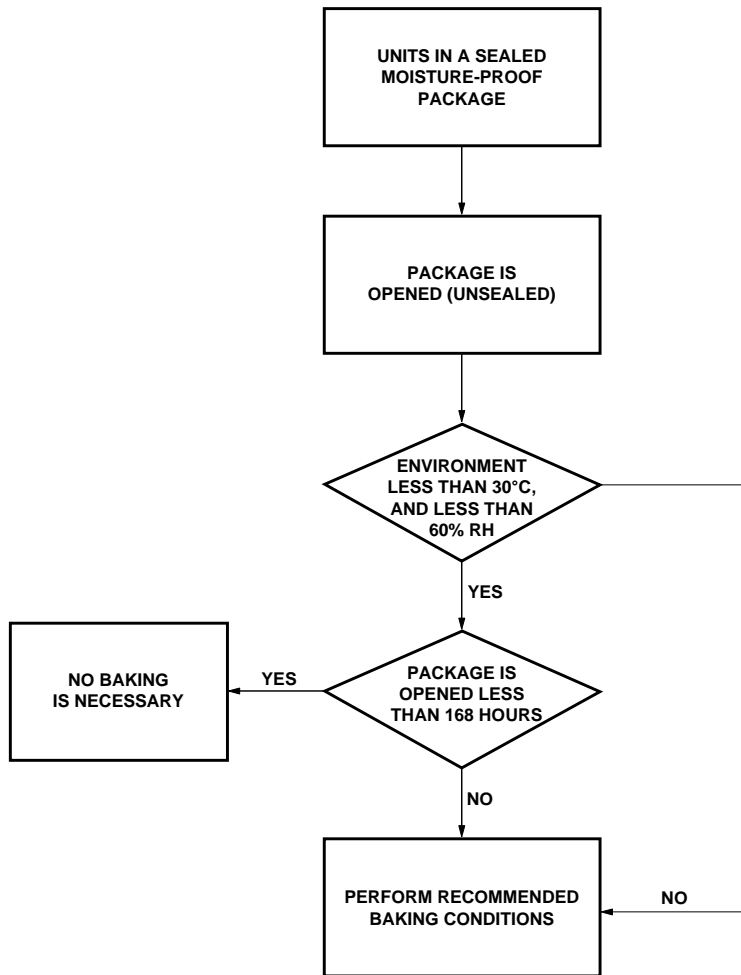 UNITS IN A SEALED
MOISTURE-PROOF
PACKAGE
PACKAGE IS
OPENED (UNSEALED)
ENVIRONMENT
LESS THAN 30°C,
AND LESS THAN
60% RH
YES
NO BAKING
IS NECESSARY
YES
PACKAGE IS
OPENED LESS
THAN 168 HOURS
NO
PERFORM RECOMMENDED
BAKING CONDITIONS
NO